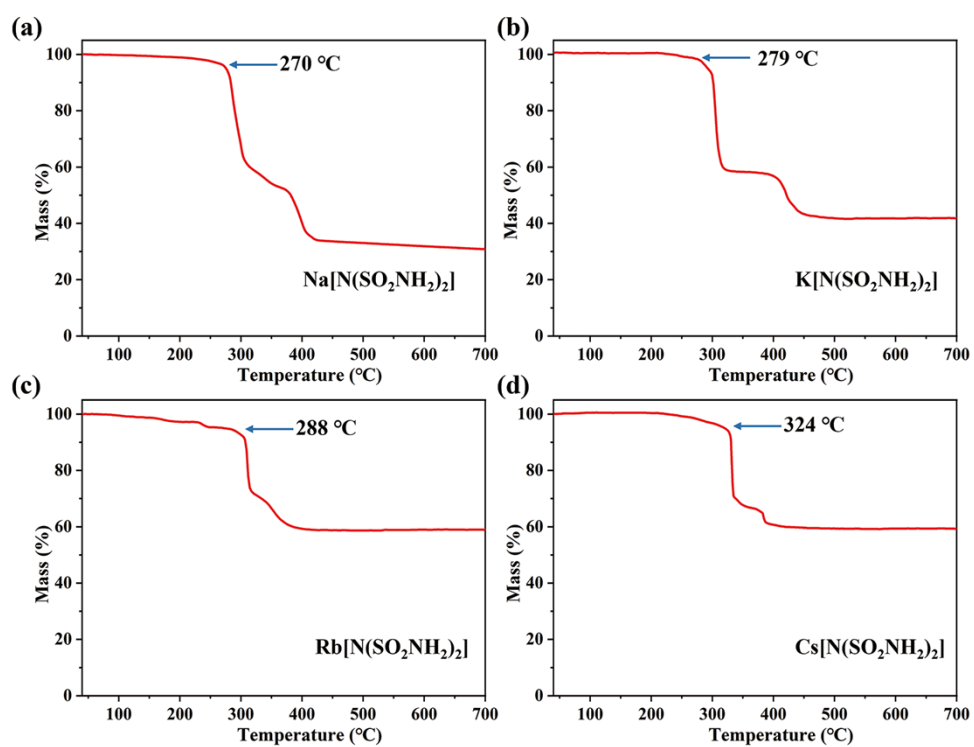 (a)
100
80
60
40
20
0
Mass (%)
270 ℃
Na[N(SO₂NH₂)₂]
100 200 300 400 500 600 700
Temperature (℃)
(b)
100
80
60
40
20
0
Mass (%)
279 ℃
K[N(SO₂NH₂)₂]
100 200 300 400 500 600 700
Temperature (℃)
(c)
100
80
60
40
20
0
Mass (%)
288 ℃
Rb[N(SO₂NH₂)₂]
100 200 300 400 500 600 700
Temperature (℃)
(d)
100
80
60
40
20
0
Mass (%)
324 ℃
Cs[N(SO₂NH₂)₂]
100 200 300 400 500 600 700
Temperature (℃)